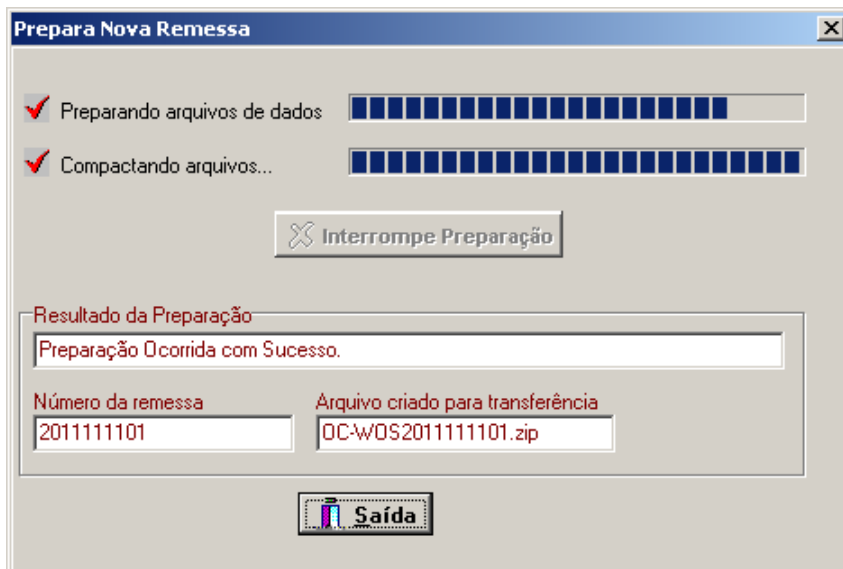 Prepara Nova Remessa
Preparando arquivos de dados
Compactando arquivos...
Interrompe Preparação
Resultado da Preparação
Preparação Ocorrida com Sucesso.
Número da remessa Arquivo criado para transferência
2011111101 OC-WOS2011111101.zip
Saída